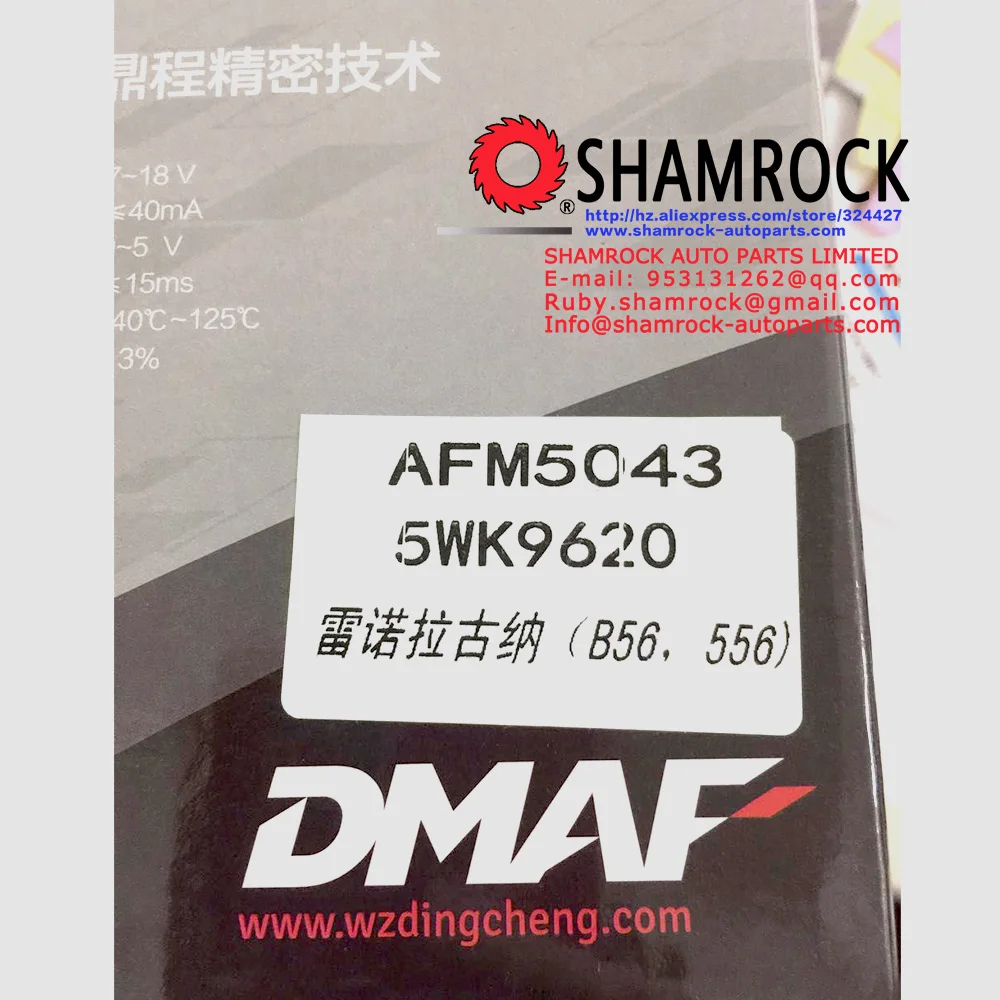 鼎程精密技术
7~18 V
≤40mA
~5 V
≤15ms
40℃~125℃
3%
SHAMROCK
®
http://hz.aliexpress.com/store/324427
www.shamrock-autoparts.com
SHAMROCK AUTO PARTS LIMITED
E-mail: 953131262@qq.com
Ruby.shamrock@gmail.com
Info@shamrock-autoparts.com
AFM5043
5WK9620
雷诺拉古纳（B56, 556)
DMAF
www.wzdingcheng.com